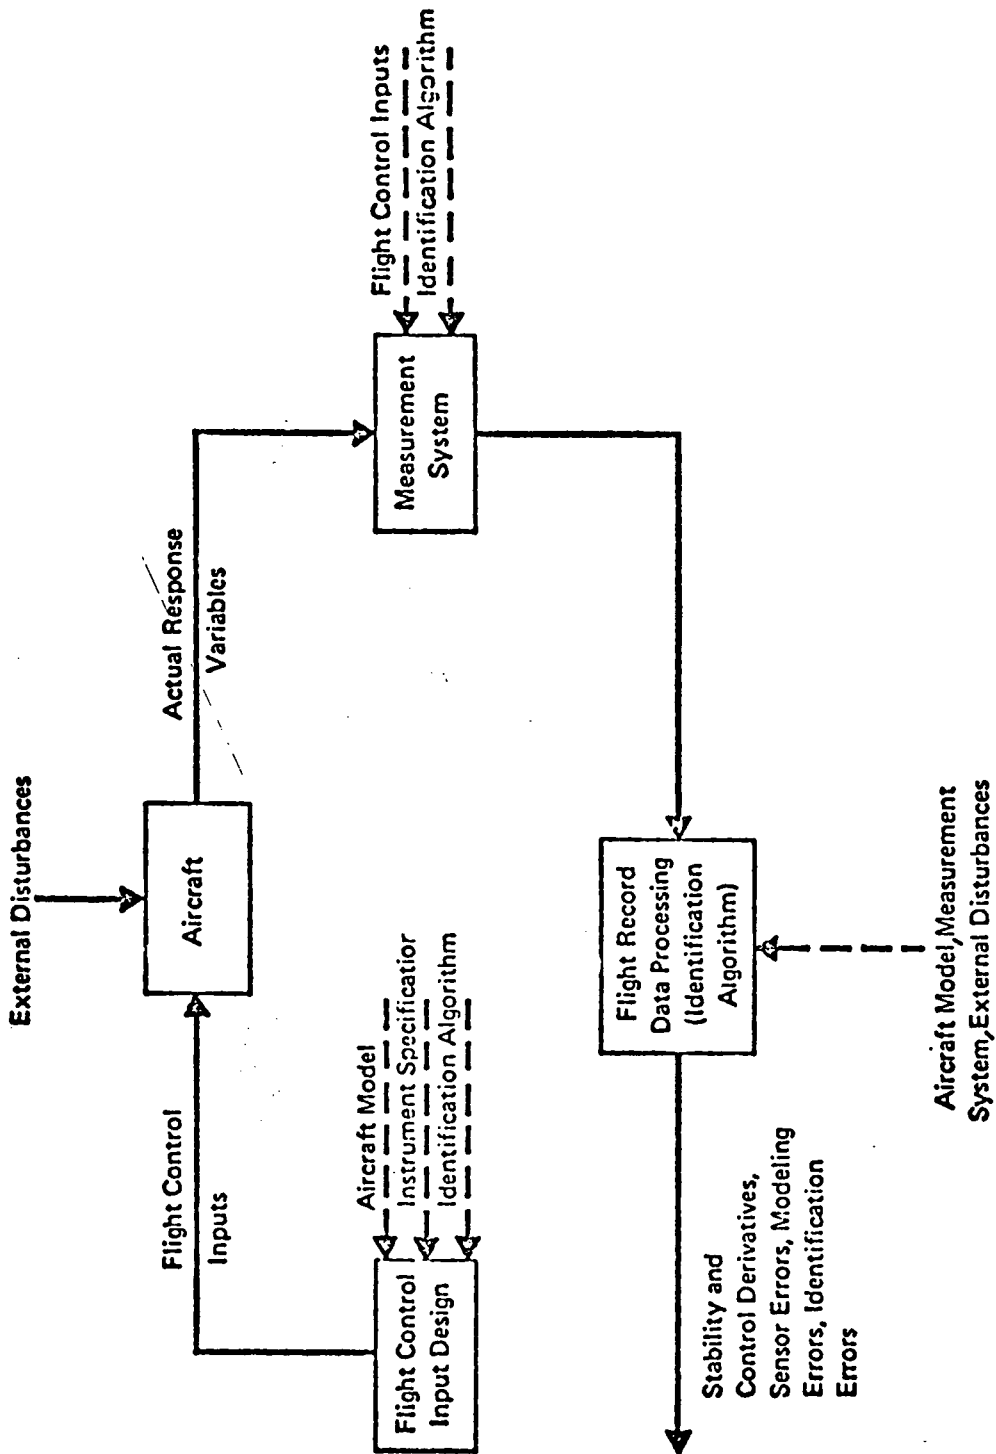 External Disturbances
Flight Control
Inputs
Aircraft
Actual Response
Variables
Aircraft Model
Instrument Specificatior
Identification Algorithm
Flight Control
Input Design
Measurement
System
Flight Control Inputs
Identification Algorithm
Stability and
Control Derivatives,
Sensor Errors, Modeling
Errors, Identification
Errors
Flight Record
Data Processing
(Identification
Algorithm)
Aircraft Model, Measurement
System, External Disturbances